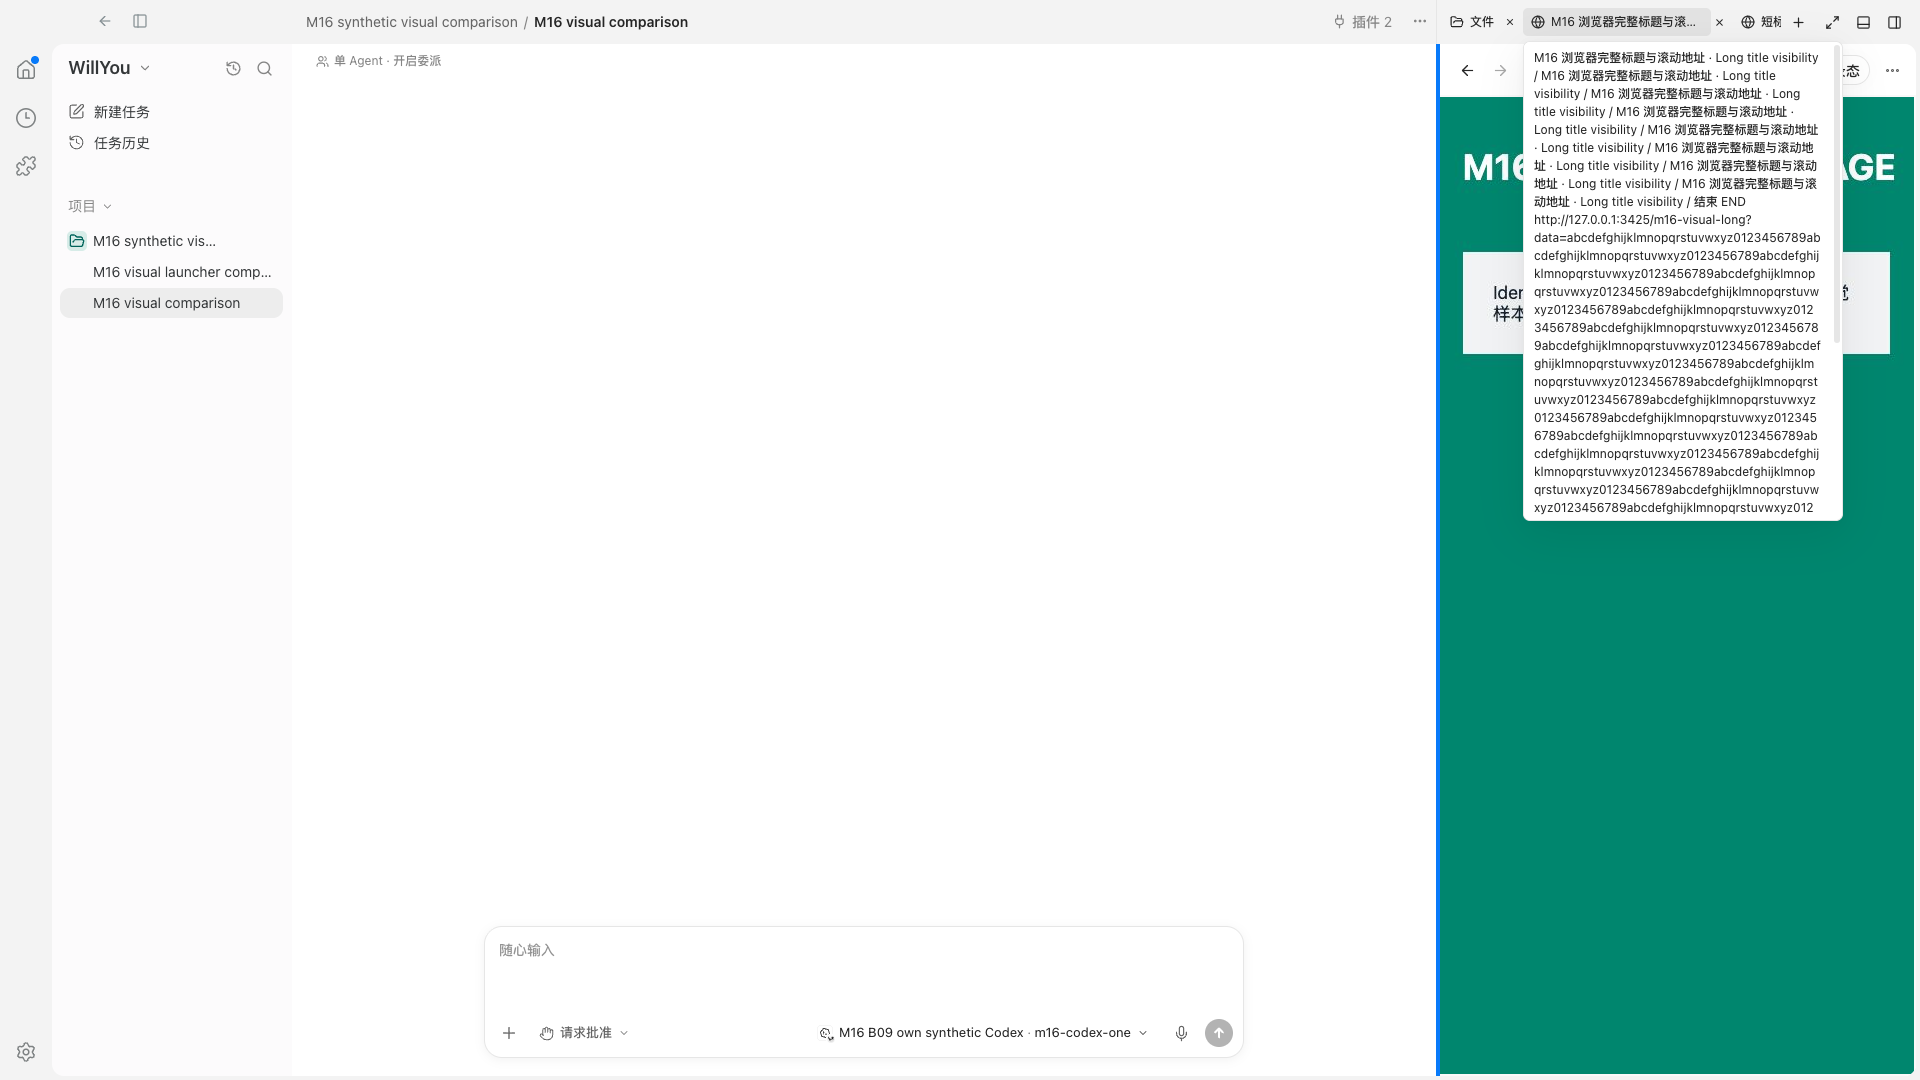 M16 synthetic visual comparison / M16 visual comparison
插件 2
文件
M16 浏览器完整标题与滚...
WillYou
新建任务
任务历史
项目
M16 synthetic vis...
M16 visual launcher comp...
M16 visual comparison
单 Agent · 开启委派
随心输入
请求批准
M16 B09 own synthetic Codex · m16-codex-one
M16 浏览器完整标题与滚动地址 · Long title visibility
/ M16 浏览器完整标题与滚动地址 · Long title
visibility / M16 浏览器完整标题与滚动地址 · Long
title visibility / M16 浏览器完整标题与滚动地址 ·
Long title visibility / M16 浏览器完整标题与滚动地址
· Long title visibility / M16 浏览器完整标题与滚动地
址 · Long title visibility / M16 浏览器完整标题与滚动
地址 · Long title visibility / M16 浏览器完整标题与滚
动地址 · Long title visibility / 结束 END
http://127.0.0.1:3425/m16-visual-long?
data=abcdefghijklmnopqrstuvwxyz0123456789ab
cdefghijklmnopqrstuvwxyz0123456789abcdefghij
klmnopqrstuvwxyz0123456789abcdefghijklmnop
qrstuvwxyz0123456789abcdefghijklmnopqrstuvw
xyz0123456789abcdefghijklmnopqrstuvwxyz012
3456789abcdefghijklmnopqrstuvwxyz012345678
9abcdefghijklmnopqrstuvwxyz0123456789abcdef
ghijklmnopqrstuvwxyz0123456789abcdefghijklm
nopqrstuvwxyz0123456789abcdefghijklmnopqrst
uvwxyz0123456789abcdefghijklmnopqrstuvwxyz
0123456789abcdefghijklmnopqrstuvwxyz012345
6789abcdefghijklmnopqrstuvwxyz0123456789ab
cdefghijklmnopqrstuvwxyz0123456789abcdefghij
klmnopqrstuvwxyz0123456789abcdefghijklmnop
qrstuvwxyz0123456789abcdefghijklmnopqrstuvw
xyz0123456789abcdefghijklmnopqrstuvwxyz012